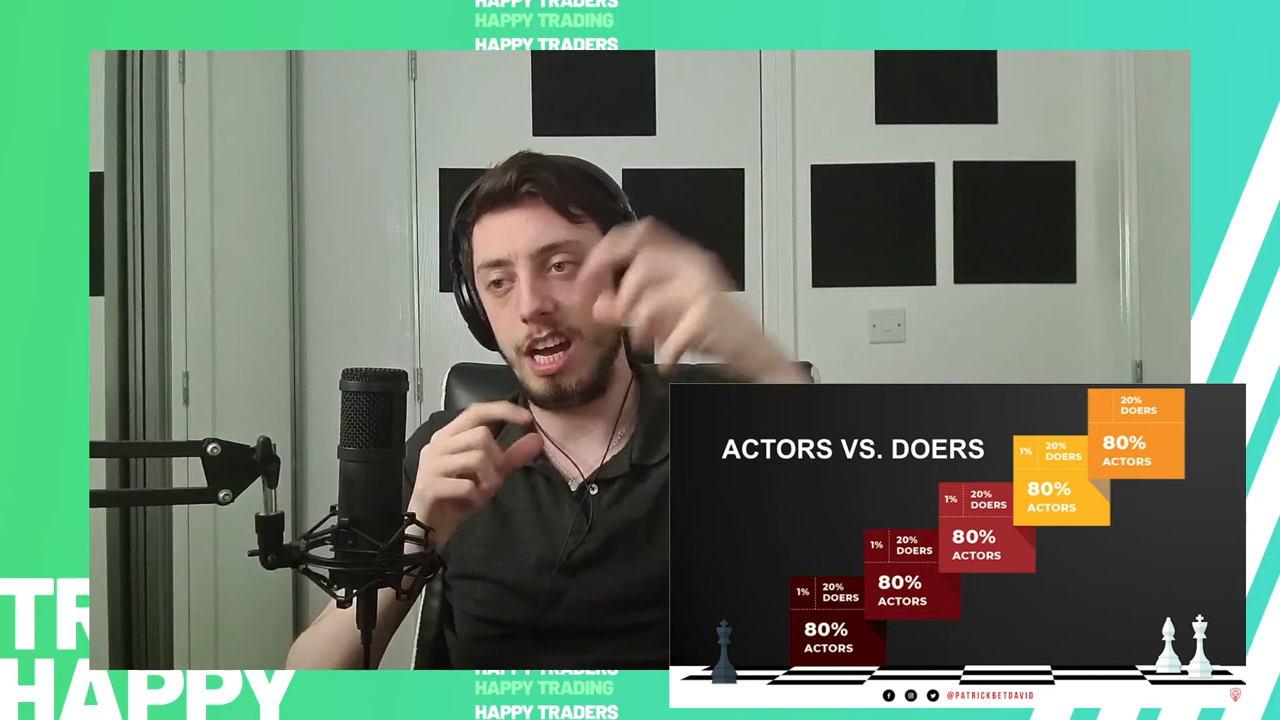 HAPPY TRADERS
HAPPY TRADING
HAPPY TRADERS
ACTORS VS. DOERS
20%
DOERS
80%
ACTORS
1%
20%
DOERS
80%
ACTORS
1%
20%
DOERS
80%
ACTORS
1%
20%
DOERS
80%
ACTORS
1%
20%
DOERS
80%
ACTORS
@PATRICKBETDAVID
TR
HAPPY
HAPPY TRADERS
HAPPY TRADING
HAPPY TRADERS